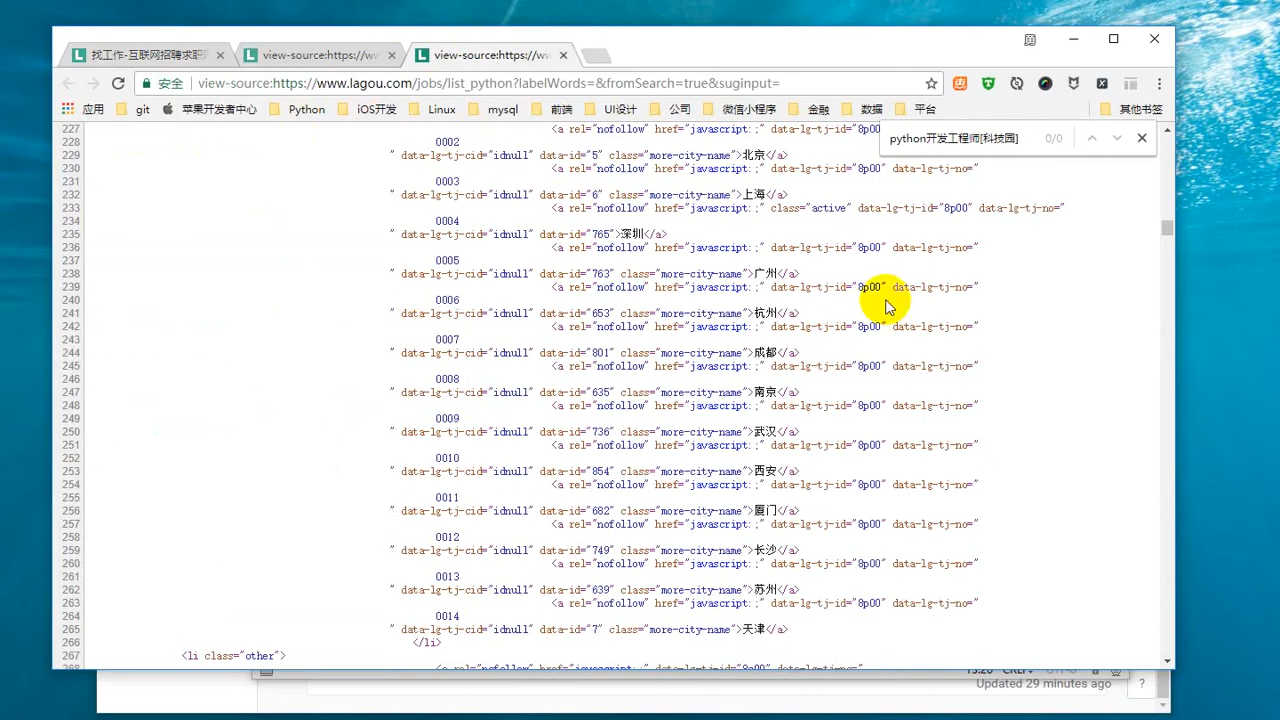 找工作-互联网招聘求职
view-source:https://ww
view-source:https://ww
安全 view-source:https://www.lagou.com/jobs/list_python?labelWords=&fromSearch=true&suginput=
应用 git 苹果开发者中心 Python iOS开发 Linux mysql 前端 UI设计 公司 微信小程序 金融 数据 平台 其他书签
python开发工程师[科技园] 0/0
227 <a rel="nofollow" href="javascript:;" data-lg-tj-id="8p00
228 0002
229 " data-lg-tj-cid="idnull" data-id="5" class="more-city-name">北京</a>
230 <a rel="nofollow" href="javascript:;" data-lg-tj-id="8p00" data-lg-tj-no="
231 0003
232 " data-lg-tj-cid="idnull" data-id="6" class="more-city-name">上海</a>
233 <a rel="nofollow" href="javascript:;" class="active" data-lg-tj-id="8p00" data-lg-tj-no="
234 0004
235 " data-lg-tj-cid="idnull" data-id="765">深圳</a>
236 <a rel="nofollow" href="javascript:;" data-lg-tj-id="8p00" data-lg-tj-no="
237 0005
238 " data-lg-tj-cid="idnull" data-id="763" class="more-city-name">广州</a>
239 <a rel="nofollow" href="javascript:;" data-lg-tj-id="8p00" data-lg-tj-no="
240 0006
241 " data-lg-tj-cid="idnull" data-id="653" class="more-city-name">杭州</a>
242 <a rel="nofollow" href="javascript:;" data-lg-tj-id="8p00" data-lg-tj-no="
243 0007
244 " data-lg-tj-cid="idnull" data-id="801" class="more-city-name">成都</a>
245 <a rel="nofollow" href="javascript:;" data-lg-tj-id="8p00" data-lg-tj-no="
246 0008
247 " data-lg-tj-cid="idnull" data-id="635" class="more-city-name">南京</a>
248 <a rel="nofollow" href="javascript:;" data-lg-tj-id="8p00" data-lg-tj-no="
249 0009
250 " data-lg-tj-cid="idnull" data-id="736" class="more-city-name">武汉</a>
251 <a rel="nofollow" href="javascript:;" data-lg-tj-id="8p00" data-lg-tj-no="
252 0010
253 " data-lg-tj-cid="idnull" data-id="854" class="more-city-name">西安</a>
254 <a rel="nofollow" href="javascript:;" data-lg-tj-id="8p00" data-lg-tj-no="
255 0011
256 " data-lg-tj-cid="idnull" data-id="682" class="more-city-name">厦门</a>
257 <a rel="nofollow" href="javascript:;" data-lg-tj-id="8p00" data-lg-tj-no="
258 0012
259 " data-lg-tj-cid="idnull" data-id="749" class="more-city-name">长沙</a>
260 <a rel="nofollow" href="javascript:;" data-lg-tj-id="8p00" data-lg-tj-no="
261 0013
262 " data-lg-tj-cid="idnull" data-id="639" class="more-city-name">苏州</a>
263 <a rel="nofollow" href="javascript:;" data-lg-tj-id="8p00" data-lg-tj-no="
264 0014
265 " data-lg-tj-cid="idnull" data-id="7" class="more-city-name">天津</a>
266 </li>
267 <li class="other">
268 <a rel="nofollow" href="javascript:;" data-lg-tj-id="8p00" data-lg-tj-no="
Updated 29 minutes ago ?